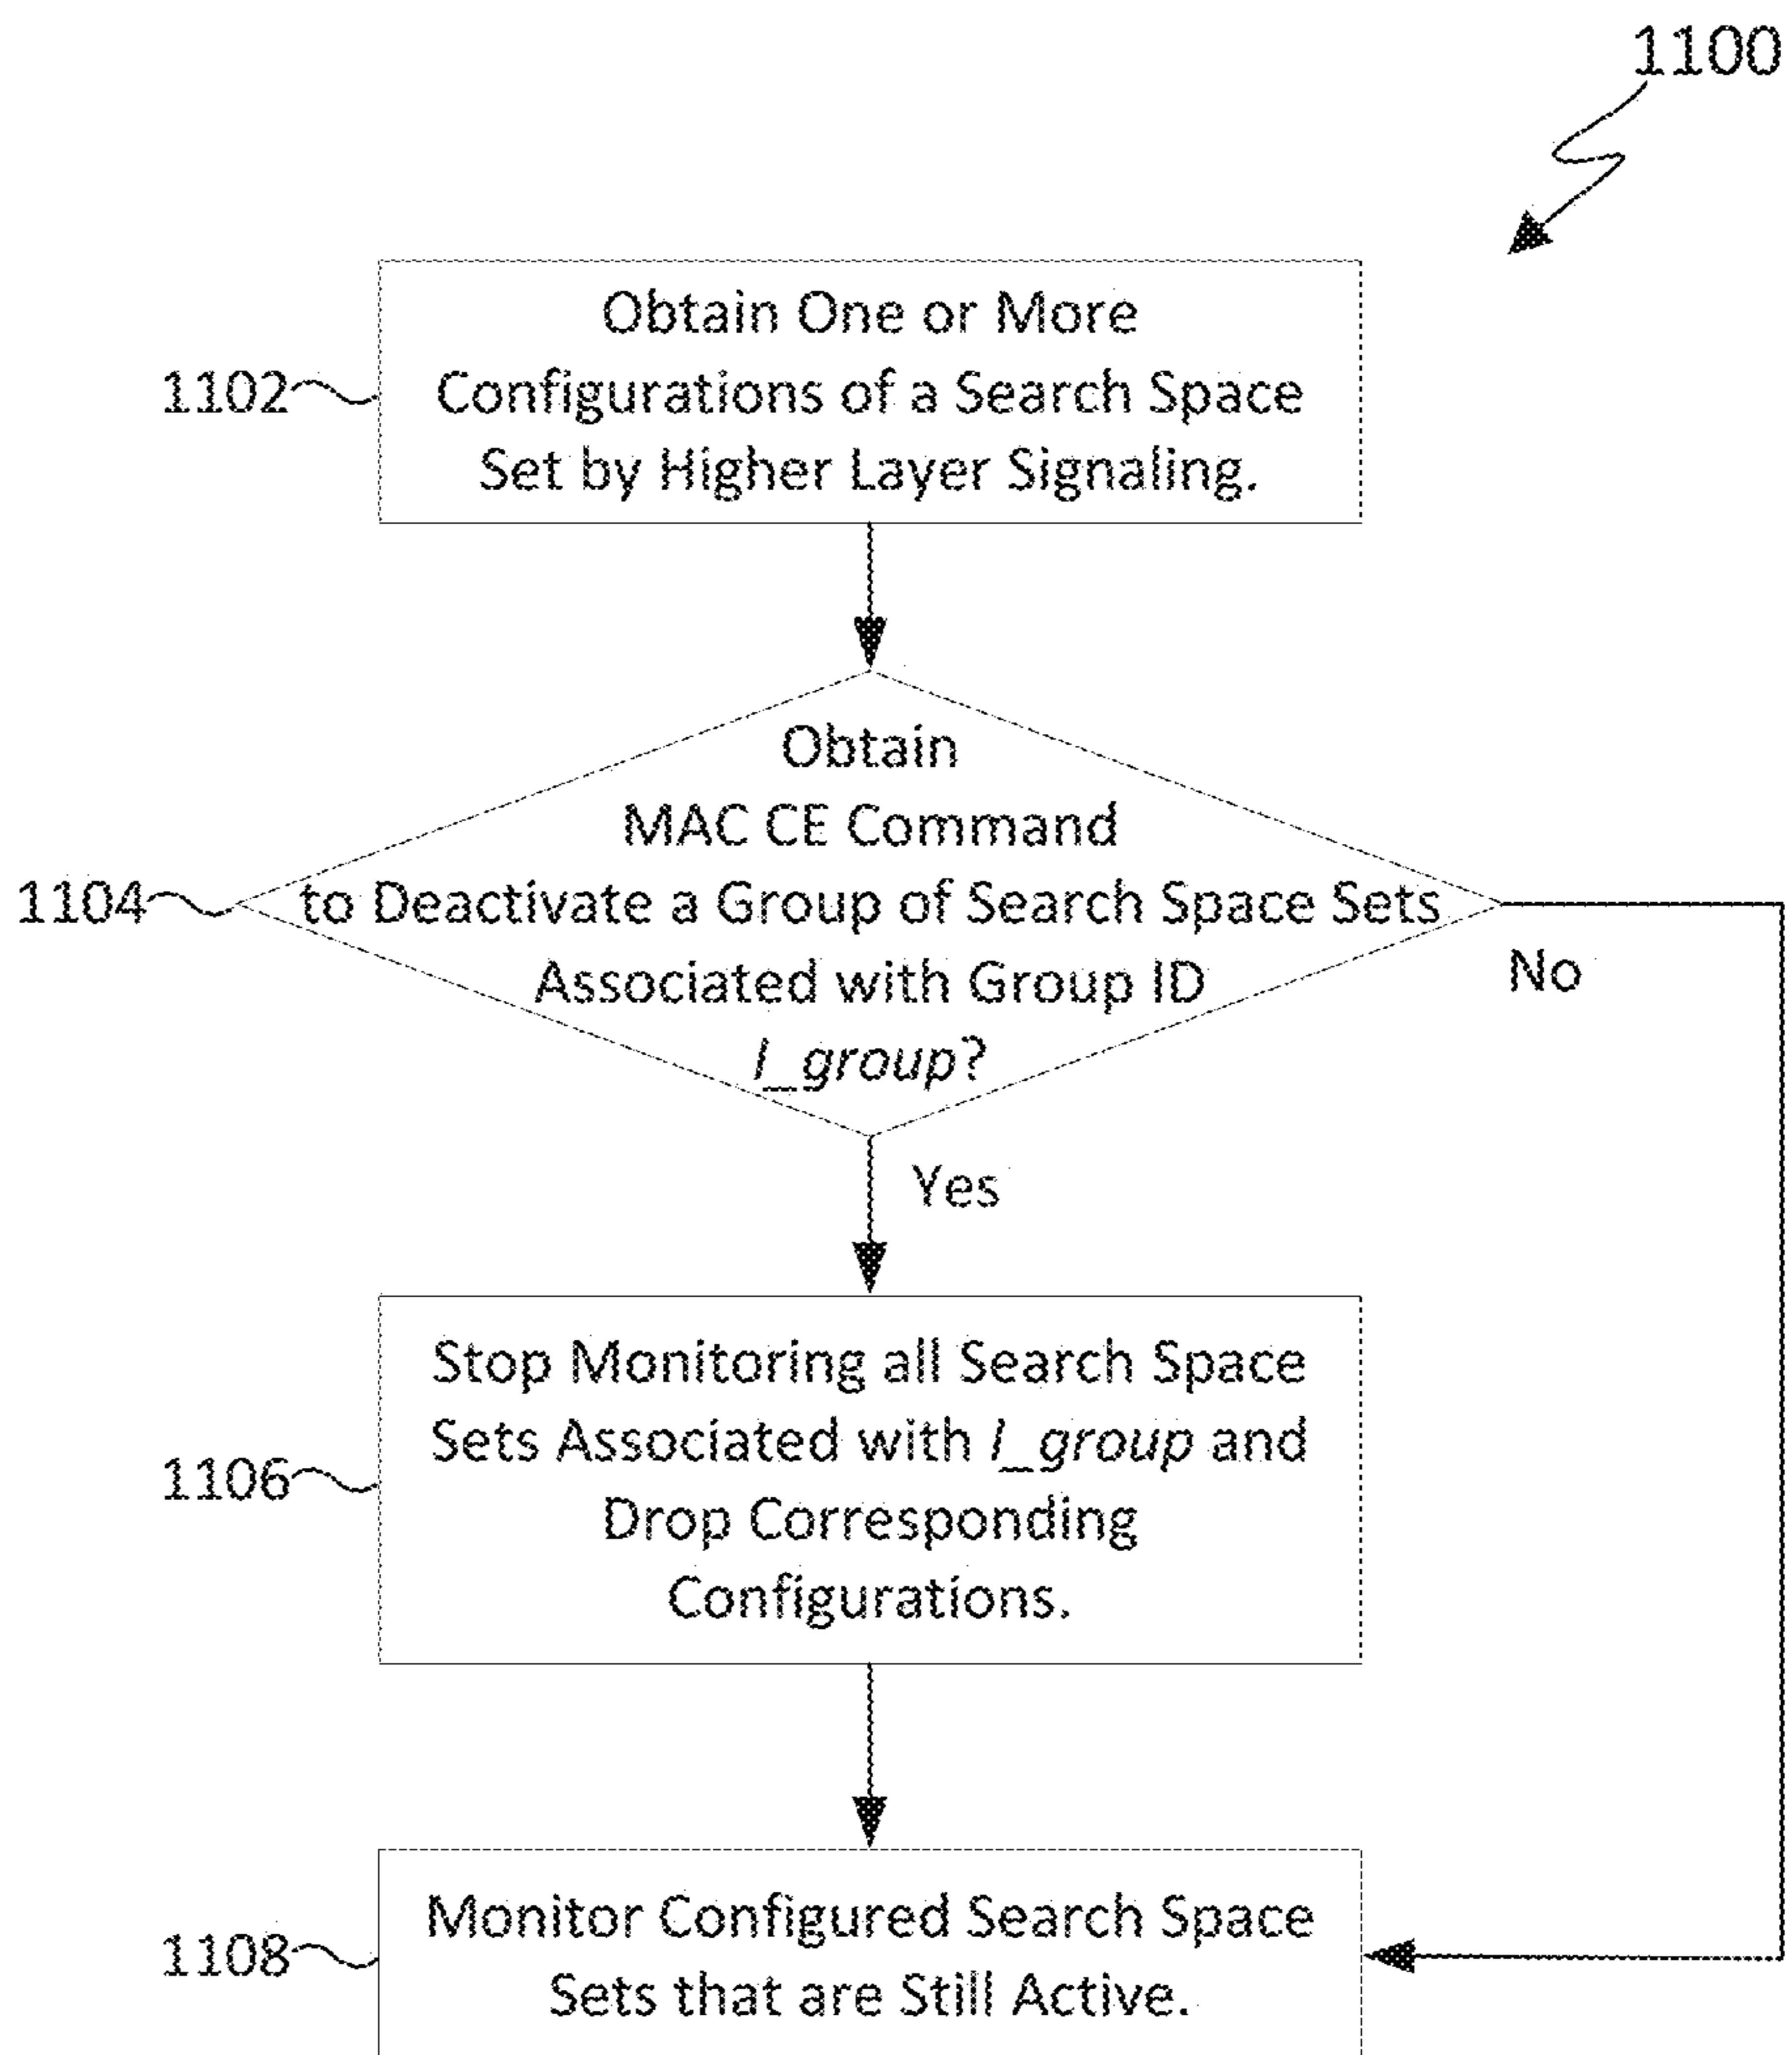 1100
Obtain One or More
1102
Configurations of a Search Space
Set by Higher Layer Signaling.
Obtain
MAC CE Command
1104
to Deactivate a Group of Search Space Sets
Associated with Group ID
No
I_group?
Yes
Stop Monitoring all Search Space
Sets Associated with I_group and
1106
Drop Corresponding
Configurations.
Monitor Configured Search Space
1108
Sets that are Still Active.